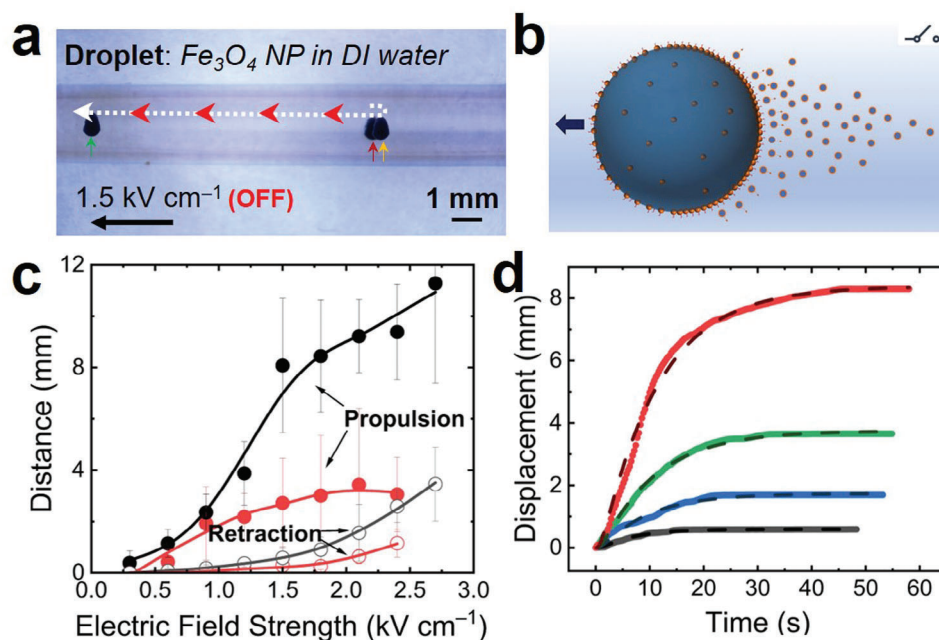 a
Droplet: Fe₃O₄ NP in DI water
1.5 kV cm⁻¹ (OFF)
1 mm
b
c
12
8
4
0
Distance (mm)
Propulsion
Retraction
0.0 0.5 1.0 1.5 2.0 2.5 3.0
Electric Field Strength (kV cm⁻¹)
d
8
6
4
2
0
Displacement (mm)
0 10 20 30 40 50 60
Time (s)